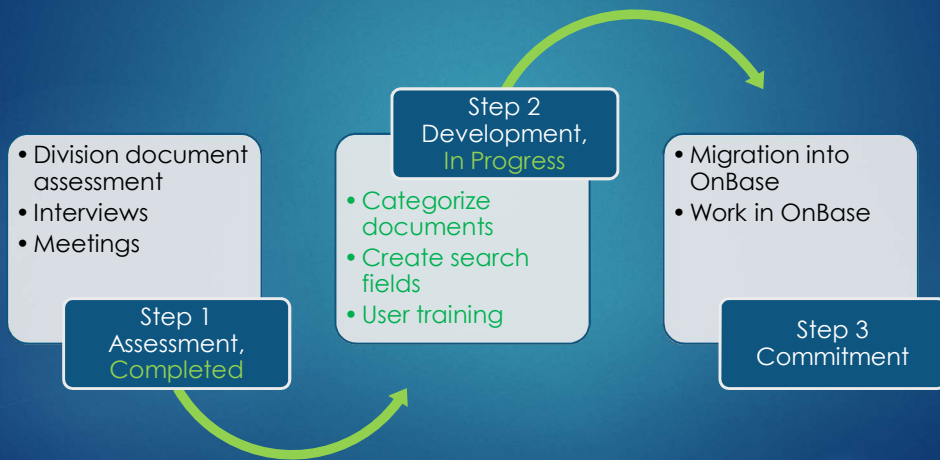 • Division document
assessment
• Interviews
• Meetings
Step 1
Assessment,
Completed
Step 2
Development,
In Progress
• Categorize
documents
• Create search
fields
• User training
• Migration into
OnBase
• Work in OnBase
Step 3
Commitment